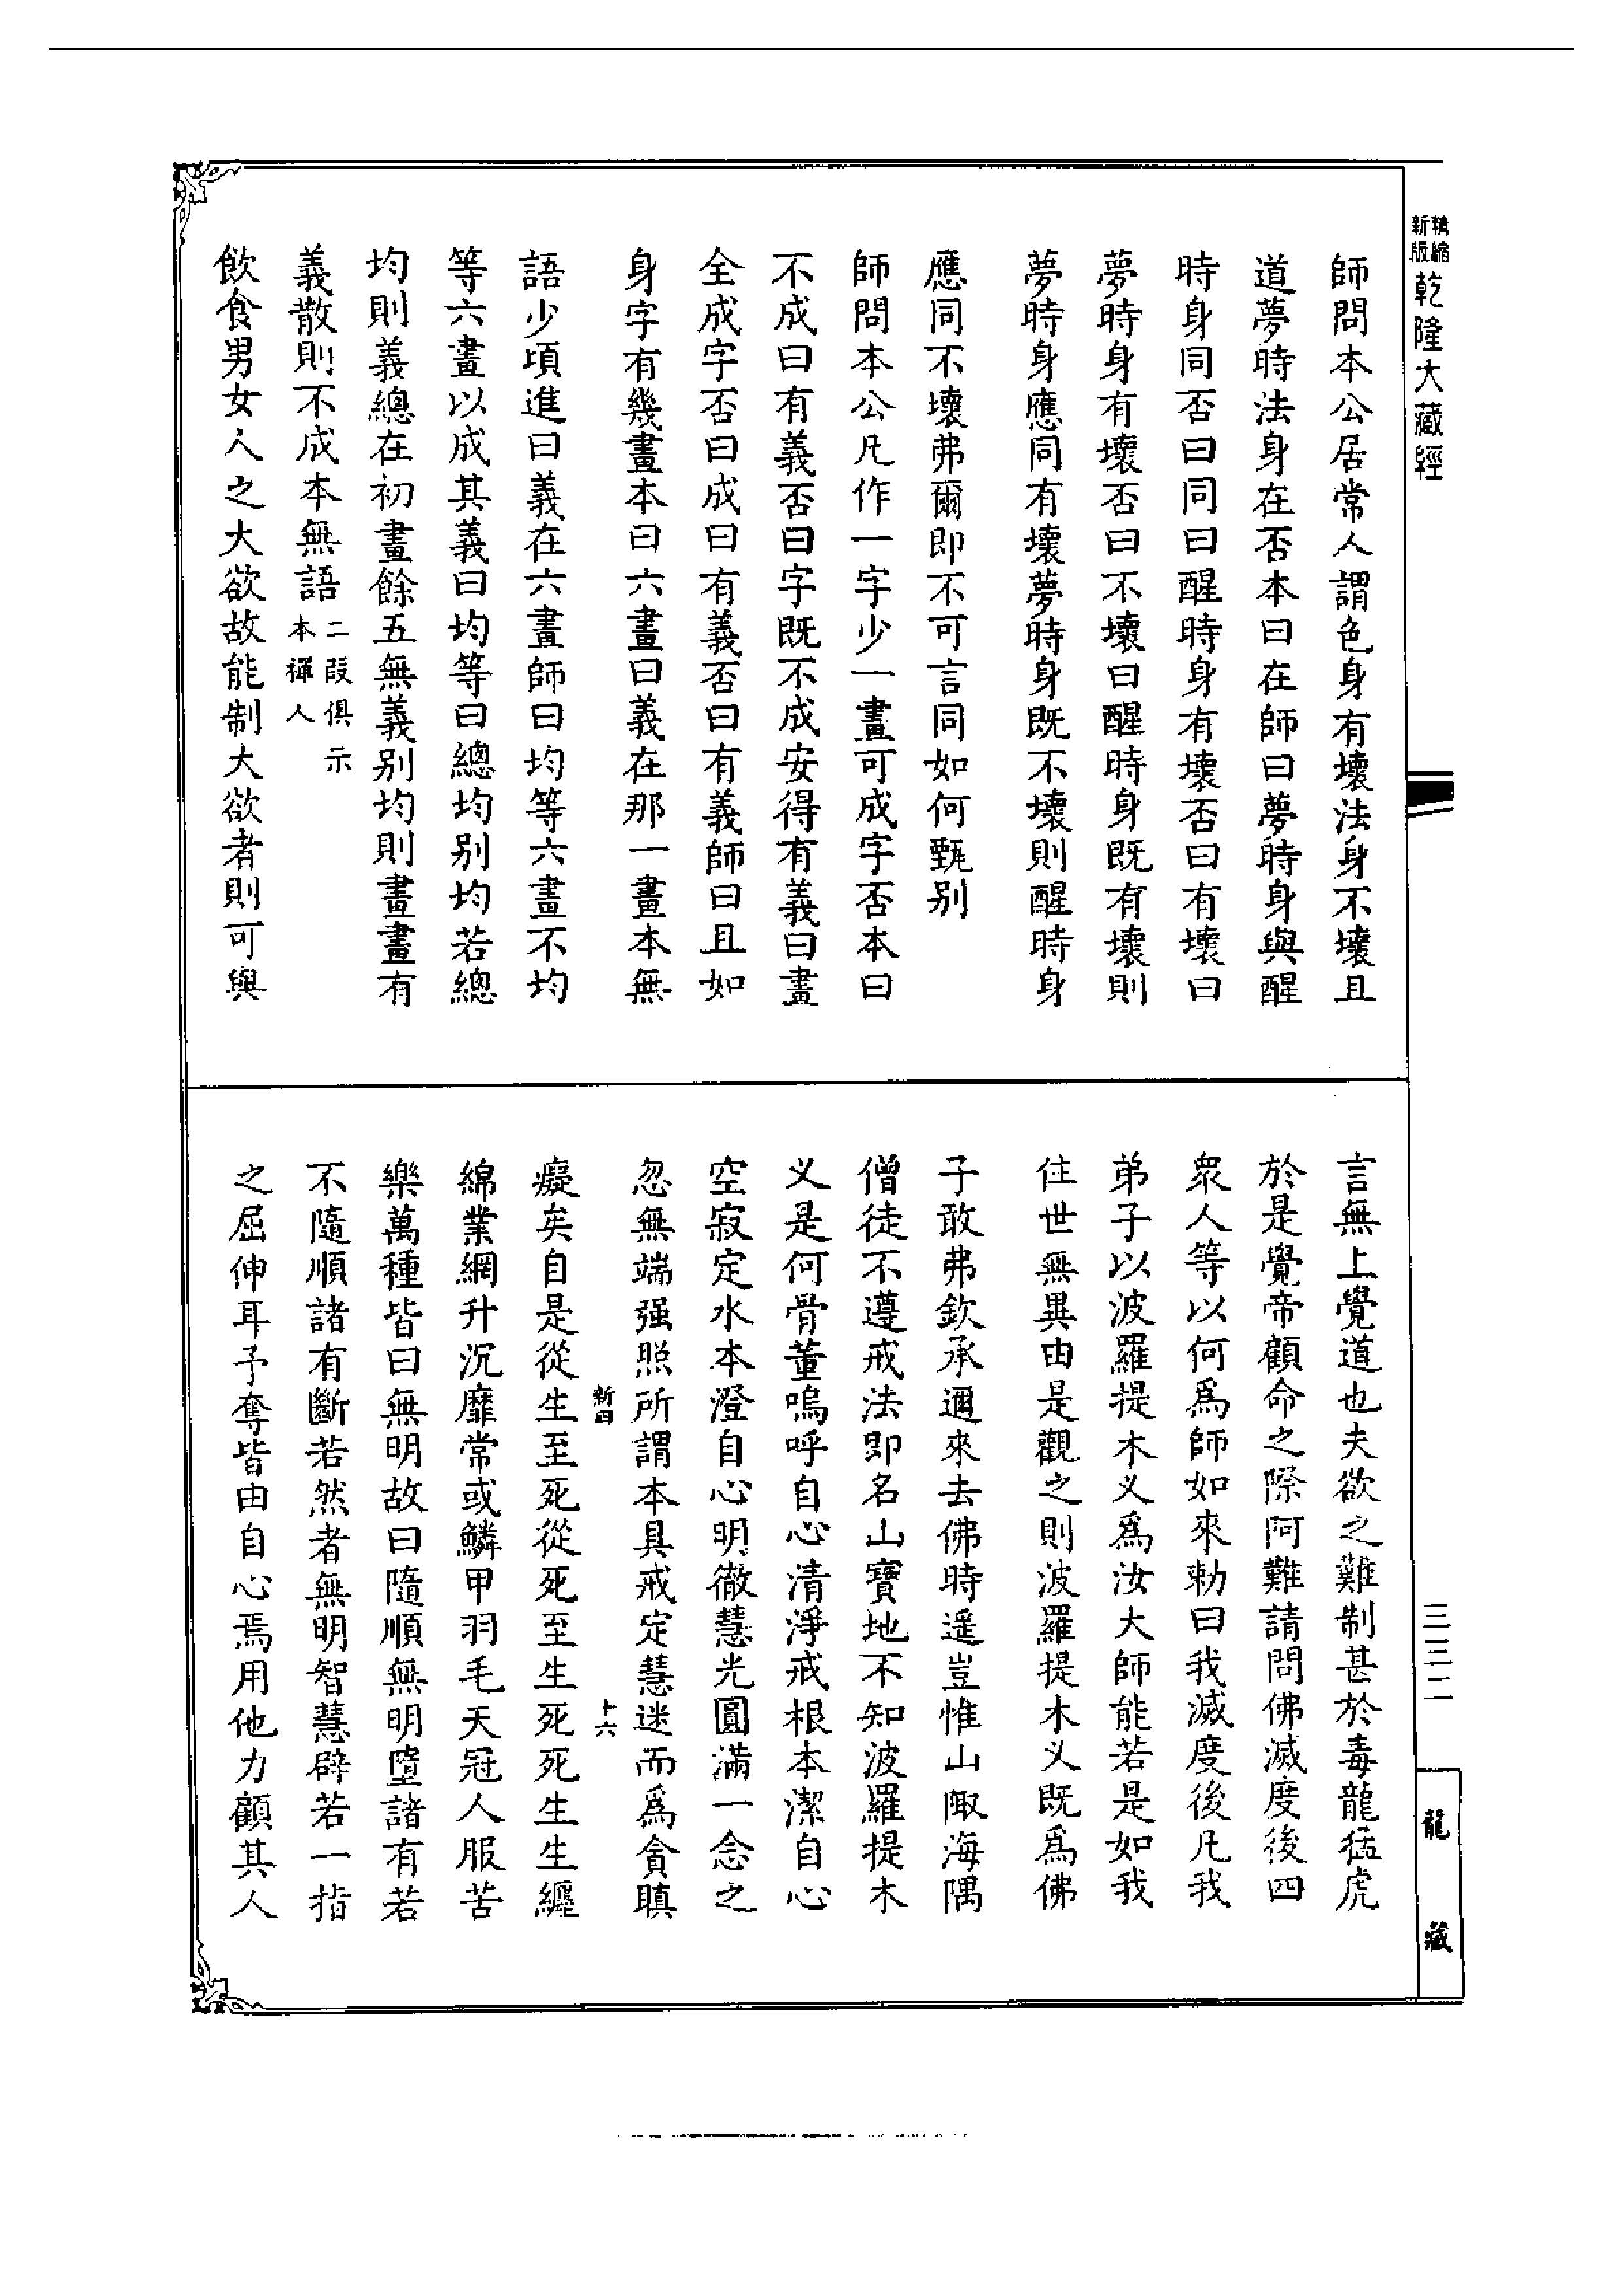 精縮新版乾隆大藏經
師問本公居常人謂色身有壞法身不壞且
道夢時法身在否本曰在師曰夢時身與醒
時身同否曰同曰醒時身有壞否曰有壞曰
夢時身有壞否曰不壞曰醒時身既有壞則
夢時身應同有壞夢時身既不壞則醒時身
應同不壞弗爾即不可言同如何甄别
師問本公凡作一字少一畫可成字否本曰
不成曰有義否曰字既不成安得有義曰畫
全成字否曰成曰有義否曰有義師曰且如
身字有幾畫本曰六畫曰義在那一畫本無
語少項進曰義在六畫師曰均等六畫不均
等六畫以成其義曰均等曰總均别均若總
均則義總在初畫餘五無義别均則畫畫有
義散則不成本無語二段俱示本禪人
飲食男女人之大欲故能制大欲者則可與
言無上覺道也夫欲之難制甚於毒龍猛虎
於是覺帝顧命之際阿難請問佛滅度後四
眾人等以何爲師如來勅曰我滅度後凡我
弟子以波羅提木义爲汝大師能若是如我
住世無異由是觀之則波羅提木义既爲佛
子敢弗欽承邇來去佛時遥豈惟山陬海隅
僧徒不遵戒法即名山寶地不知波羅提木
义是何骨董嗚呼自心清淨戒根本潔自心
空寂定水本澄自心明徹慧光圓滿一念之
忽無端强照所謂本具戒定慧迷而爲貪瞋
新四 十六
癡矣自是從生至死從死至生死死生生纏
綿業網升沉靡常或鱗甲羽毛天冠人服苦
樂萬種皆曰無明故曰隨順無明墮諸有若
不隨順諸有斷若然者無明智慧辟若一指
之屈伸耳予奪皆由自心焉用他力顧其人
三三二
龍藏